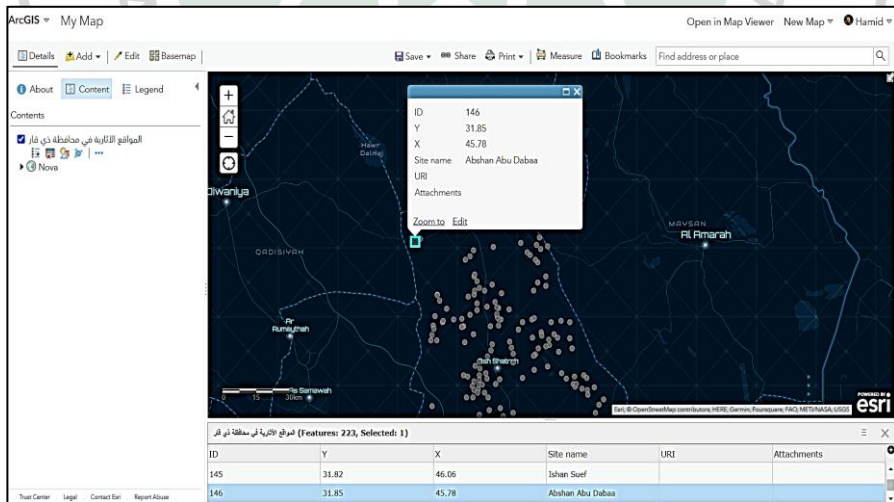 ArcGIS My Map Open in Map Viewer New Map Hamid
Details Add Edit Basemap Save Share Print Measure Bookmarks Find address or place
About Content Legend
Contents
المواقع الآثارية في محافظة ذي قار
Nova
ID 146
Y 31.85
X 45.78
Site name Abshan Abu Dabaa
URI
Attachments
Zoom to Edit
Hawr Dalmaj
Diwaniya
QADISIYAH
MAYSAN
Al Amarah
Ar Rumaythah
Ash Shatrah
As Samawah
0 15 30km
POWERED BY esri
Esri, © OpenStreetMap contributors, HERE, Garmin, Foursquare, FAO, METI/NASA, USGS
المواقع الآثارية في محافظة ذي قار (Features: 223, Selected: 1)
ID Y X Site name URI Attachments
145 31.82 46.06 Ishan Suef
146 31.85 45.78 Abshan Abu Dabaa
Trust Center Legal Contact Esri Report Abuse